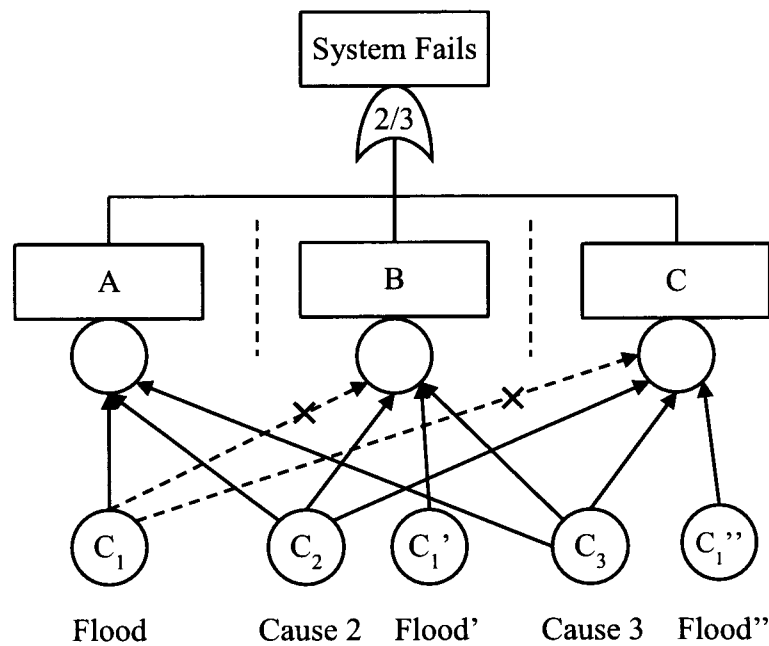 System Fails
2/3
A
B
C
C₁
C₂
C₁’
C₃
C₁’’
Flood
Cause 2
Flood’
Cause 3
Flood’’